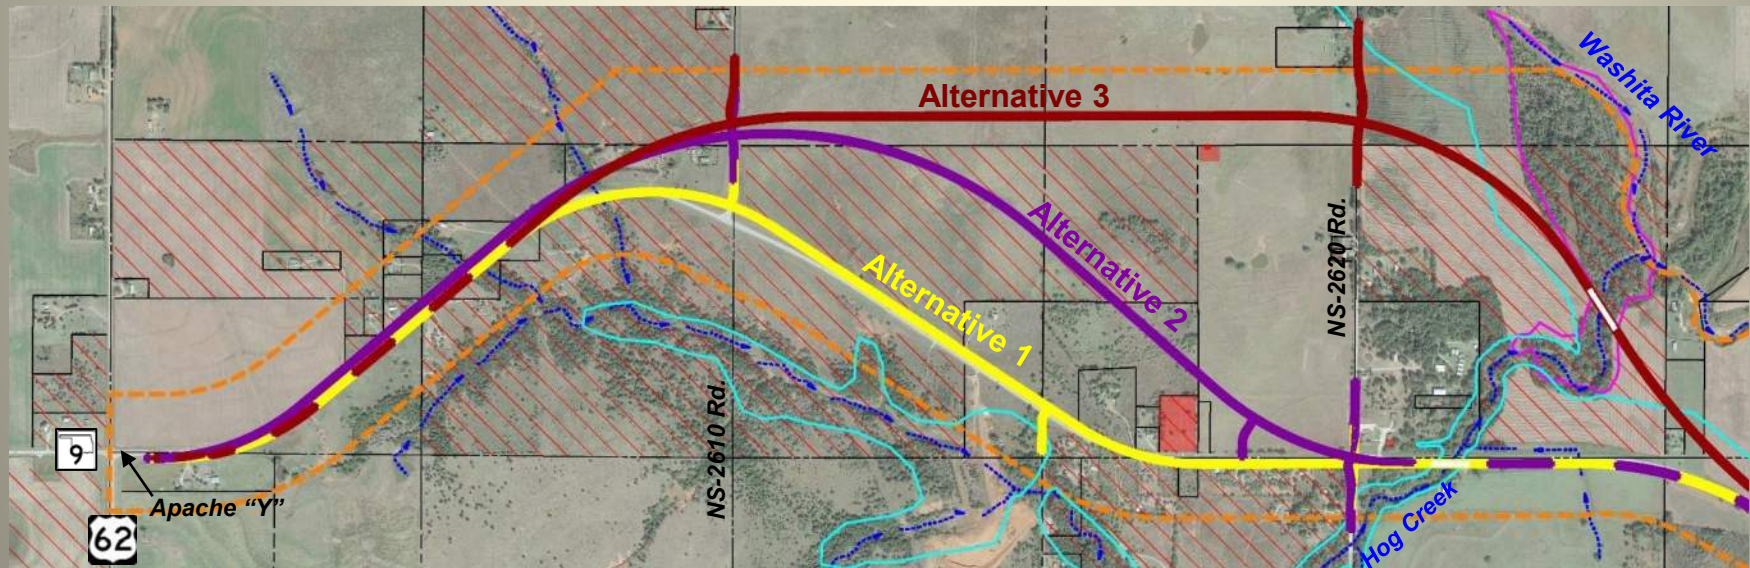 Washita River
Alternative 3
Alternative 2
Alternative 1
NS-2620 Rd.
NS-2610 Rd.
9
Apache “Y”
62
Hog Creek